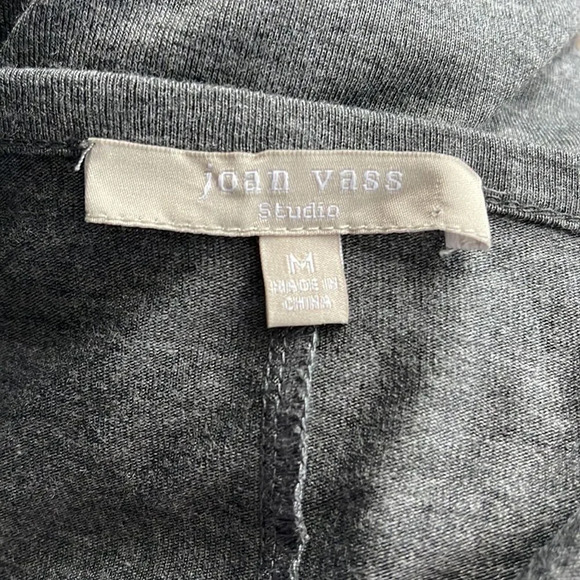 joan vass
studio
M
MADE IN
CHINA